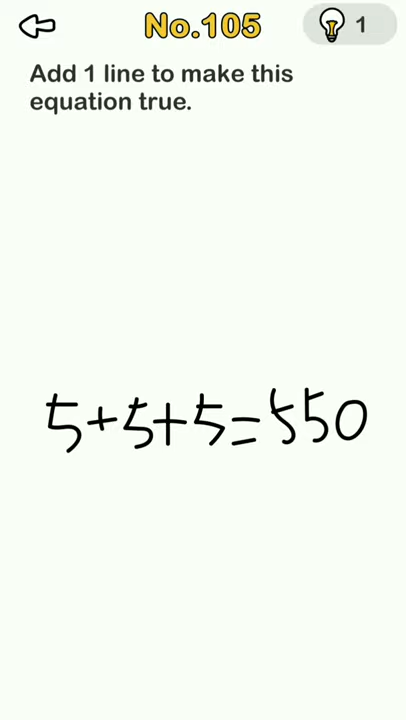 No.105
1
Add 1 line to make this
equation true.
5+5+5=550